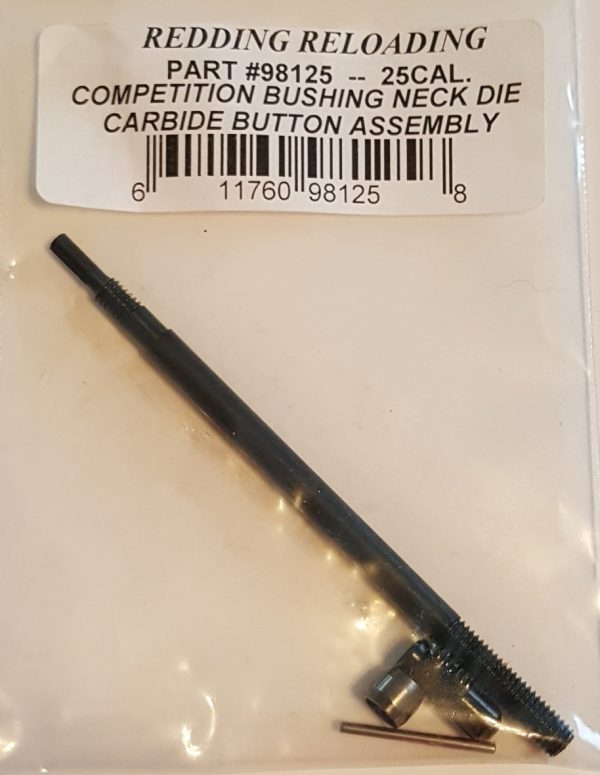 REDDING RELOADING
PART #98125 -- 25CAL.
COMPETITION BUSHING NECK DIE
CARBIDE BUTTON ASSEMBLY
6 11760 98125 8